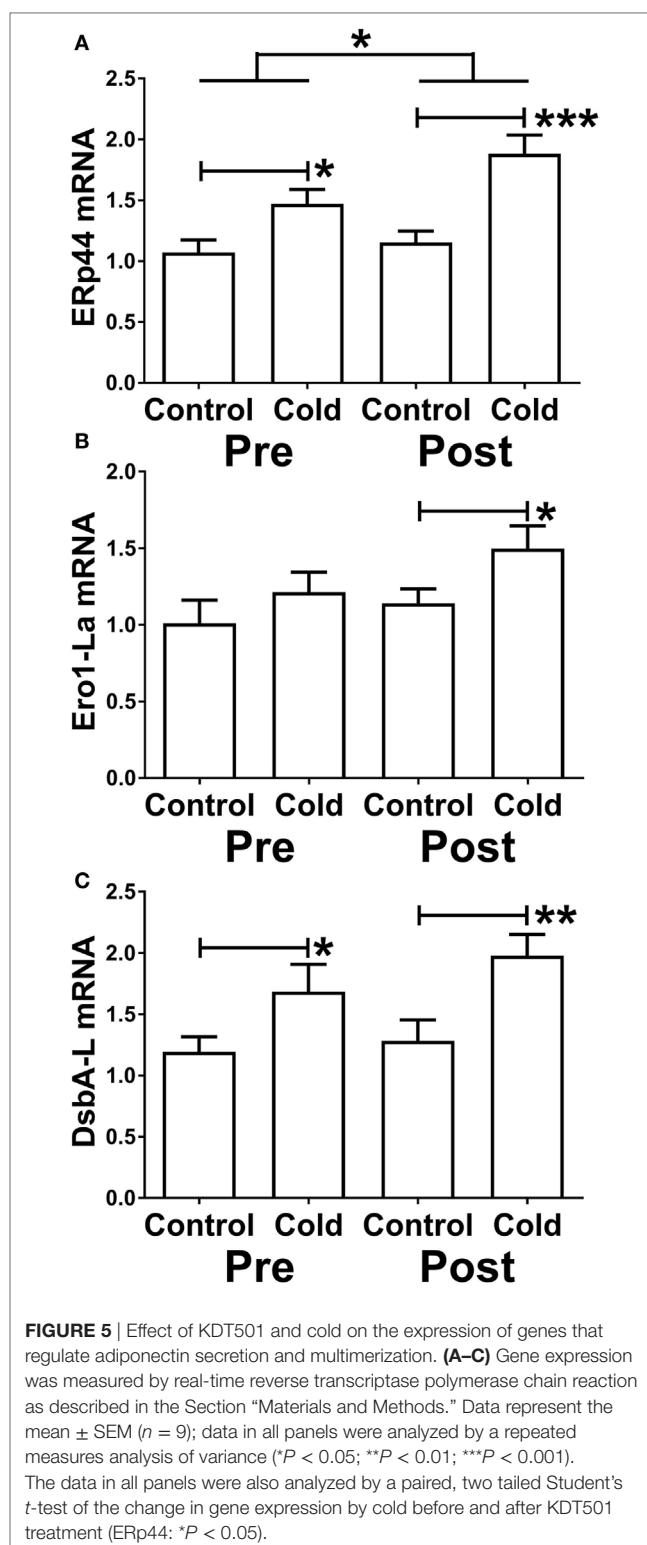 A
*
2.5
***
2.0
*
1.5
1.0
0.5
0.0
ERp44 mRNA
Control Cold Control Cold
Pre Post
B
2.0
*
1.5
1.0
0.5
0.0
Ero1-La mRNA
Control Cold Control Cold
Pre Post
C
2.5
**
2.0
*
1.5
1.0
0.5
0.0
DsbA-L mRNA
Control Cold Control Cold
Pre Post
FIGURE 5 | Effect of KDT501 and cold on the expression of genes that
regulate adiponectin secretion and multimerization. (A–C) Gene expression
was measured by real-time reverse transcriptase polymerase chain reaction
as described in the Section “Materials and Methods.” Data represent the
mean ± SEM (n = 9); data in all panels were analyzed by a repeated
measures analysis of variance (*P < 0.05; **P < 0.01; ***P < 0.001).
The data in all panels were also analyzed by a paired, two tailed Student’s
t-test of the change in gene expression by cold before and after KDT501
treatment (ERp44: *P < 0.05).